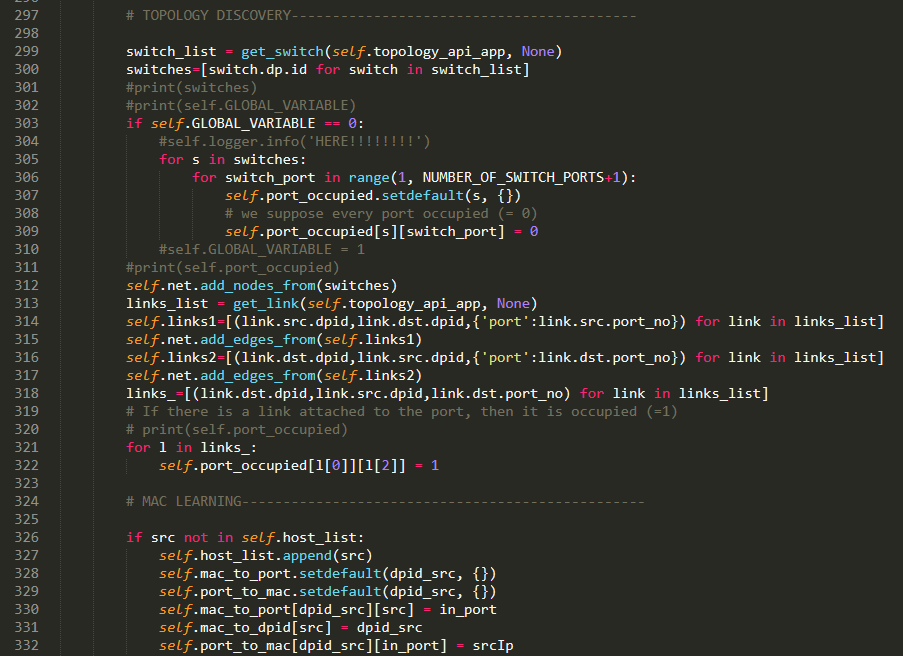 297 # TOPOLOGY DISCOVERY------------------------------------------
298
299 switch_list = get_switch(self.topology_api_app, None)
300 switches=[switch.dp.id for switch in switch_list]
301 #print(switches)
302 #print(self.GLOBAL_VARIABLE)
303 if self.GLOBAL_VARIABLE == 0:
304     #self.logger.info('HERE!!!!!!!!')
305     for s in switches:
306         for switch_port in range(1, NUMBER_OF_SWITCH_PORTS+1):
307             self.port_occupied.setdefault(s, {})
308             # we suppose every port occupied (= 0)
309             self.port_occupied[s][switch_port] = 0
310     #self.GLOBAL_VARIABLE = 1
311 #print(self.port_occupied)
312 self.net.add_nodes_from(switches)
313 links_list = get_link(self.topology_api_app, None)
314 self.links1=[(link.src.dpid,link.dst.dpid,{'port':link.src.port_no}) for link in links_list]
315 self.net.add_edges_from(self.links1)
316 self.links2=[(link.dst.dpid,link.src.dpid,{'port':link.dst.port_no}) for link in links_list]
317 self.net.add_edges_from(self.links2)
318 links_=[(link.dst.dpid,link.src.dpid,link.dst.port_no) for link in links_list]
319 # If there is a link attached to the port, then it is occupied (=1)
320 # print(self.port_occupied)
321 for l in links_:
322     self.port_occupied[l[0]][l[2]] = 1
323
324 # MAC LEARNING-------------------------------------------------
325
326 if src not in self.host_list:
327     self.host_list.append(src)
328     self.mac_to_port.setdefault(dpid_src, {})
329     self.port_to_mac.setdefault(dpid_src, {})
330     self.mac_to_port[dpid_src][src] = in_port
331     self.mac_to_dpid[src] = dpid_src
332     self.port_to_mac[dpid_src][in_port] = srcIp